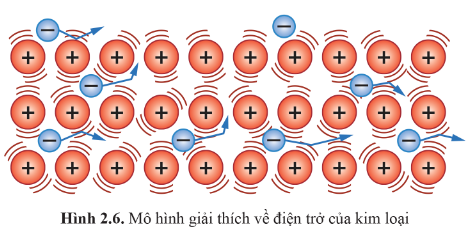 Hình 2.6. Mô hình giải thích về điện trở của kim loại